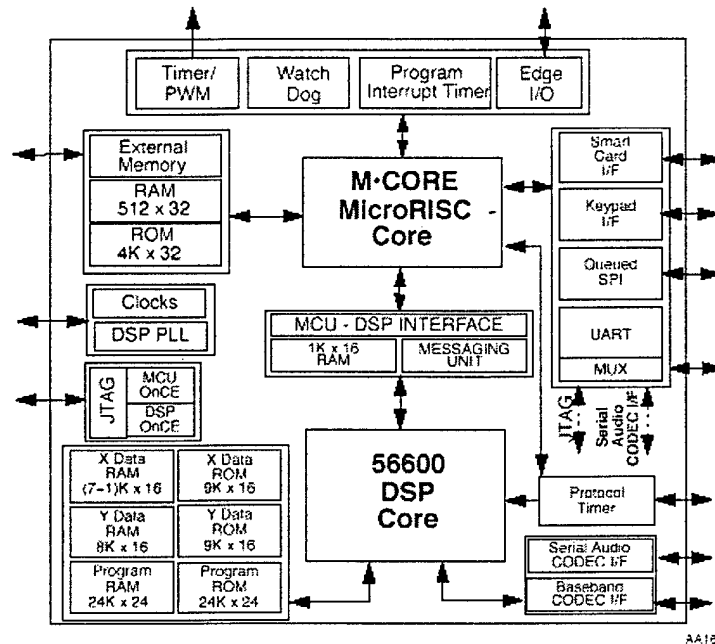 Timer/
PWM
Watch
Dog
Program
Interrupt Timer
Edge
I/O
External
Memory
RAM
512 x 32
ROM
4K x 32
M•CORE
MicroRISC
Core
Smart
Card
I/F
Keypad
I/F
Queued
SPI
UART
MUX
Clocks
DSP PLL
MCU - DSP INTERFACE
1K x 16
RAM
MESSAGING
UNIT
JTAG
MCU
OnCE
DSP
OnCE
JTAG
Serial
Audio
CODEC I/F
X Data
RAM
(7-1)K x 16
X Data
ROM
9K x 16
Y Data
RAM
8K x 16
Y Data
ROM
9K x 16
Program
RAM
24K x 24
Program
ROM
24K x 24
56600
DSP
Core
Protocol
Timer
Serial Audio
CODEC I/F
Baseband
CODEC I/F